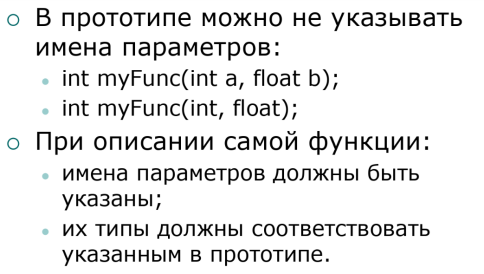 В прототипе можно не указывать
имена параметров:
int myFunc(int a, float b);
int myFunc(int, float);
При описании самой функции:
имена параметров должны быть
указаны;
их типы должны соответствовать
указанным в прототипе.